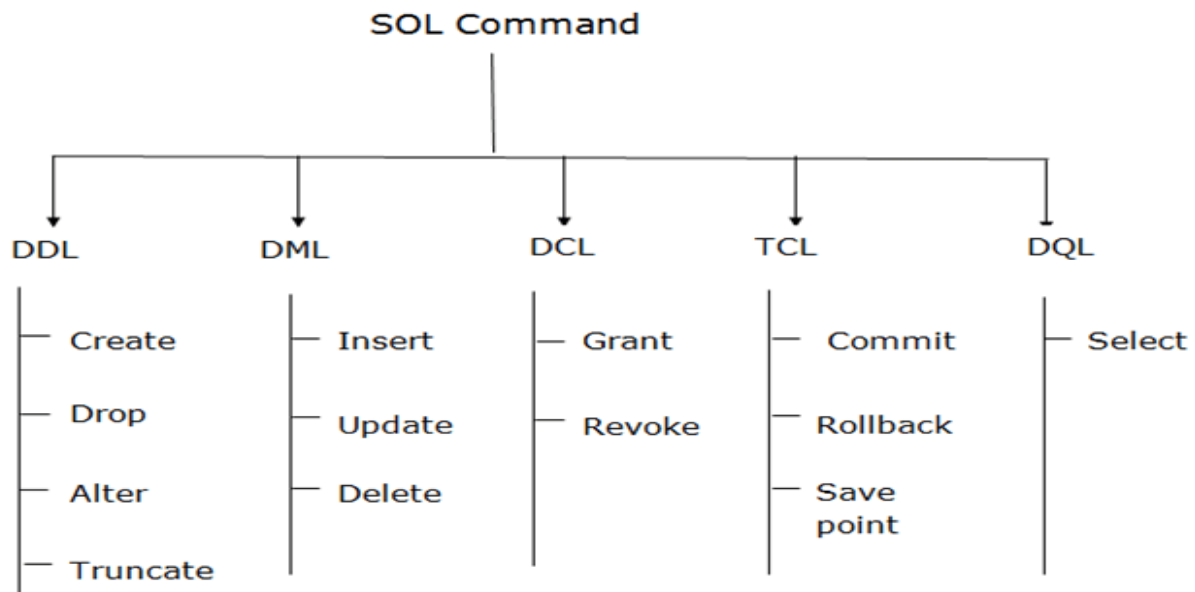 SOL Command
DDL
DML
DCL
TCL
DQL
Create
Drop
Alter
Truncate
Insert
Update
Delete
Grant
Revoke
Commit
Rollback
Save
point
Select